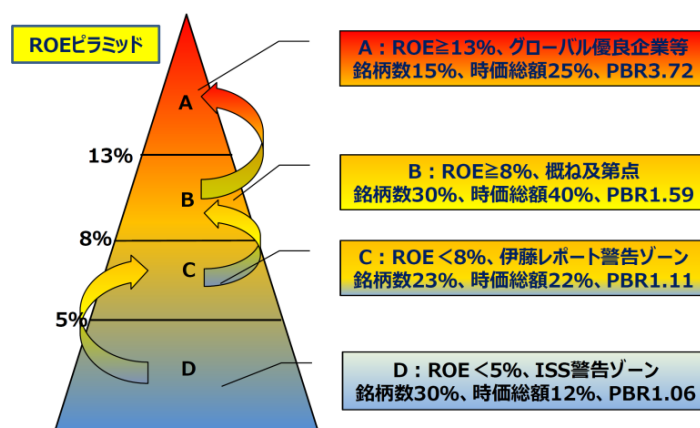 ROEピラミッド
A：ROE≧13%、グローバル優良企業等
銘柄数15%、時価総額25%、PBR3.72
A
13%
B：ROE≧8%、概ね及第点
銘柄数30%、時価総額40%、PBR1.59
B
8%
C：ROE＜8%、伊藤レポート警告ゾーン
銘柄数23%、時価総額22%、PBR1.11
C
5%
D：ROE＜5%、ISS警告ゾーン
銘柄数30%、時価総額12%、PBR1.06
D